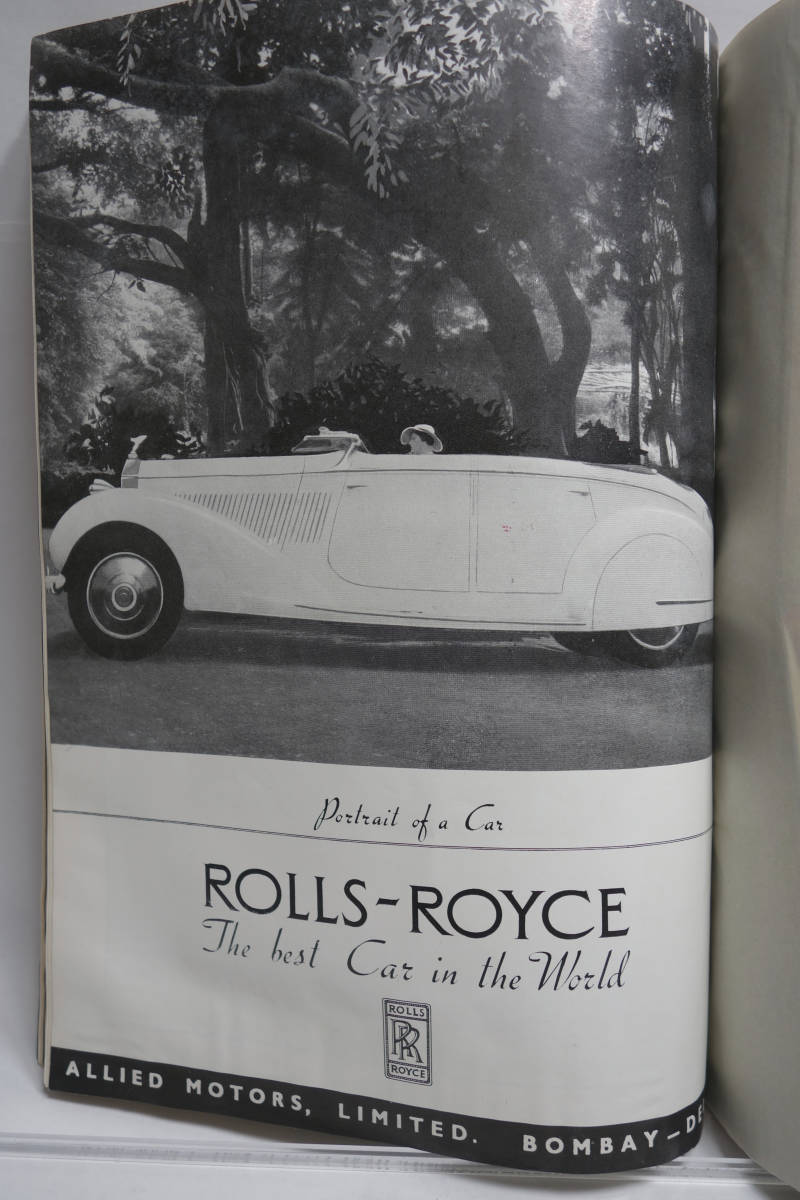 Portrait of a Car
ROLLS-ROYCE
The best Car in the World
ROLLS
RR
ROYCE
ALLIED MOTORS, LIMITED. BOMBAY—